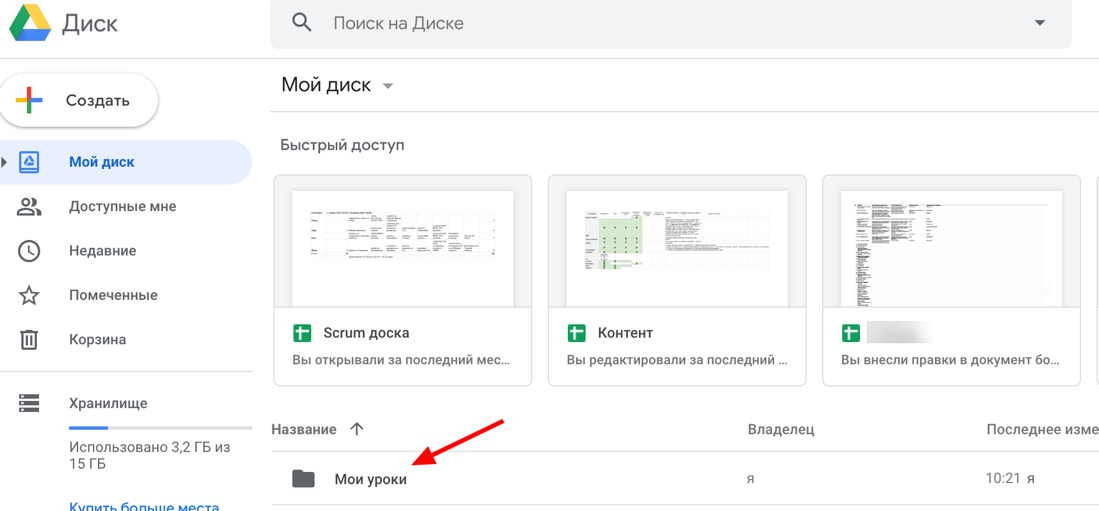 Диск
Поиск на Диске
Создать
Мой диск
Доступные мне
Недавние
Помеченные
Корзина
Хранилище
Использовано 3,2 ГБ из
15 ГБ
Купить больше места
Мой диск
Быстрый доступ
Scrum доска
Вы открывали за последний мес...
Контент
Вы редактировали за последний ...
Вы внесли правки в документ бо...
Название
Владелец
Последнее изме
Мои уроки
я
10:21 я